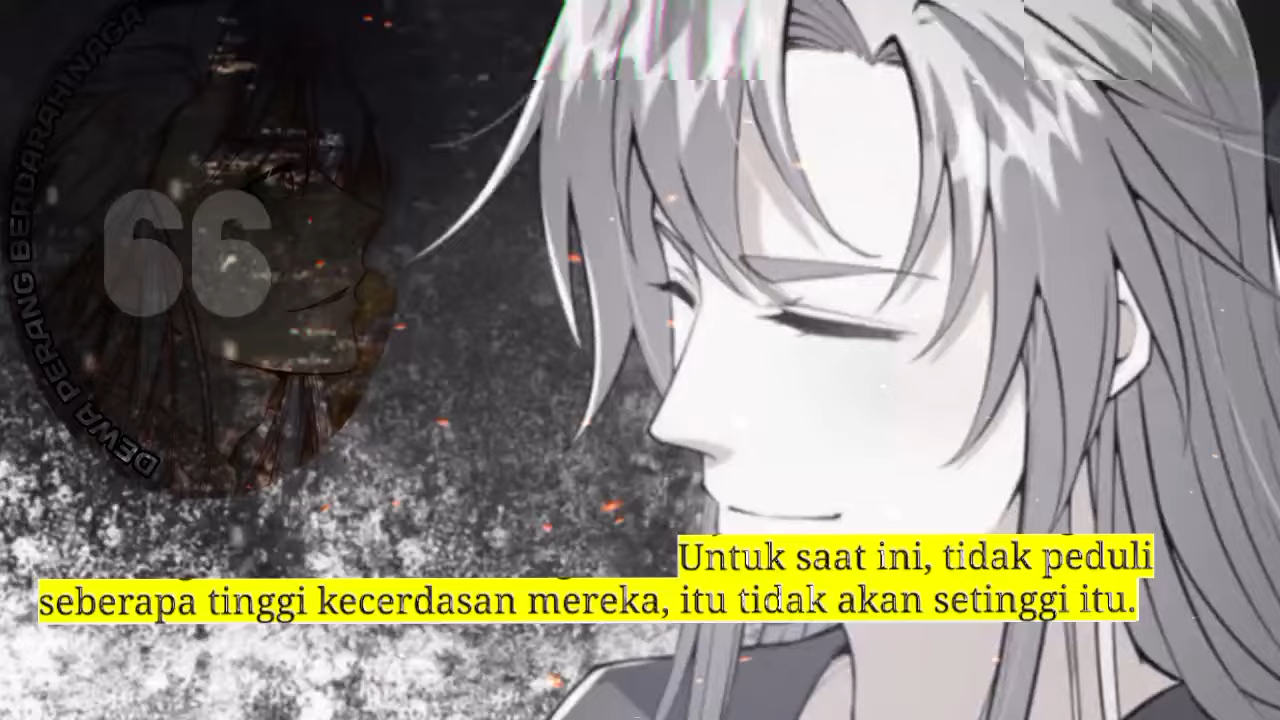 DEWA PERANG BERDARAH NAGA
66
Untuk saat ini, tidak peduli
seberapa tinggi kecerdasan mereka, itu tidak akan setinggi itu.